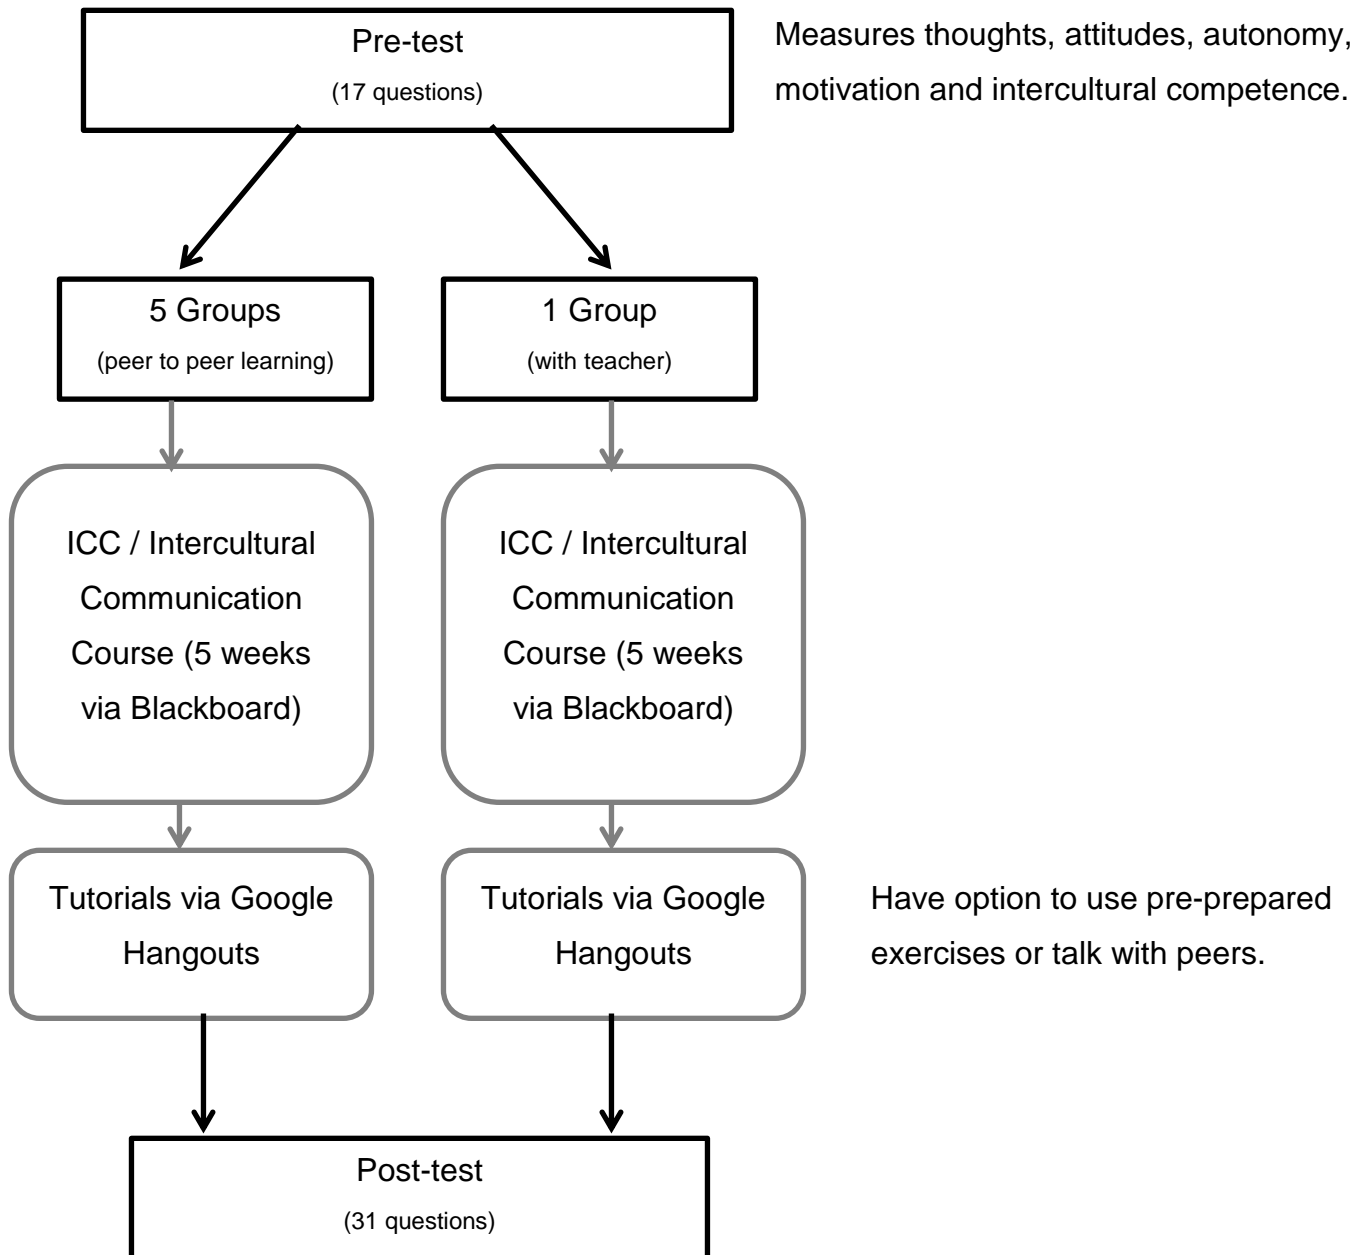 Pre-test
(17 questions)
Measures thoughts, attitudes, autonomy,
motivation and intercultural competence.
5 Groups
(peer to peer learning)
1 Group
(with teacher)
ICC / Intercultural
Communication
Course (5 weeks
via Blackboard)
ICC / Intercultural
Communication
Course (5 weeks
via Blackboard)
Tutorials via Google
Hangouts
Tutorials via Google
Hangouts
Have option to use pre-prepared
exercises or talk with peers.
Post-test
(31 questions)